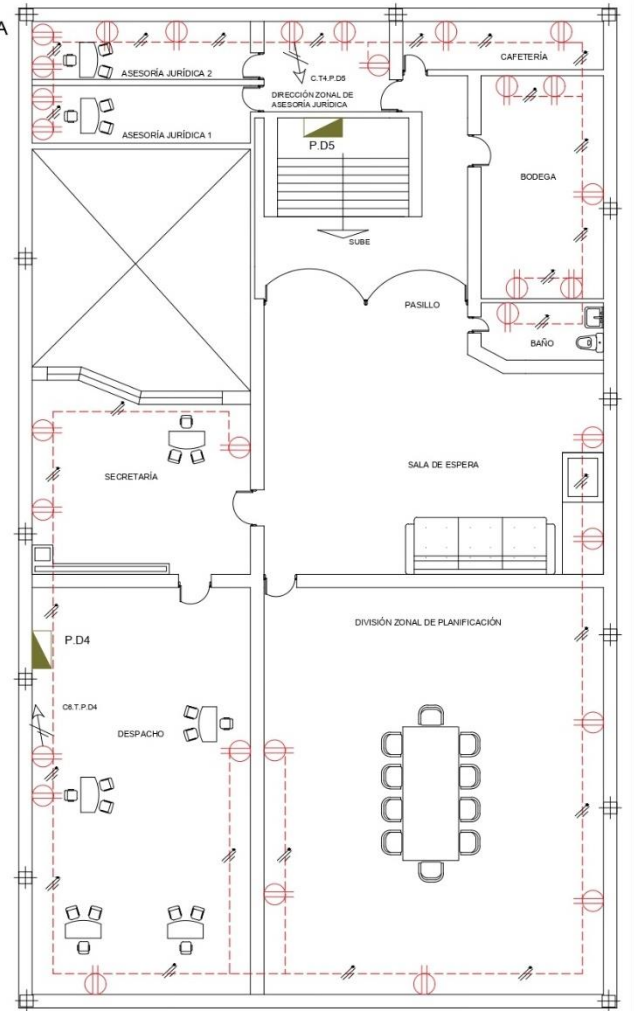 A
CAFETERÍA
ASESORÍA JURÍDICA 2
C.T4.P.D5
DIRECCIÓN ZONAL DE
ASESORÍA JURÍDICA
ASESORÍA JURÍDICA 1
P.D5
BODEGA
SUBE
PASILLO
BAÑO
SECRETARÍA
SALA DE ESPERA
DIVISIÓN ZONAL DE PLANIFICACIÓN
P.D4
C6.T.P.D4
DESPACHO